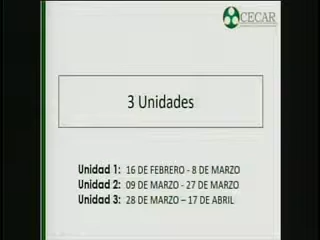 CECAR
3 Unidades
Unidad 1: 16 DE FEBRERO - 8 DE MARZO
Unidad 2: 09 DE MARZO - 27 DE MARZO
Unidad 3: 28 DE MARZO – 17 DE ABRIL